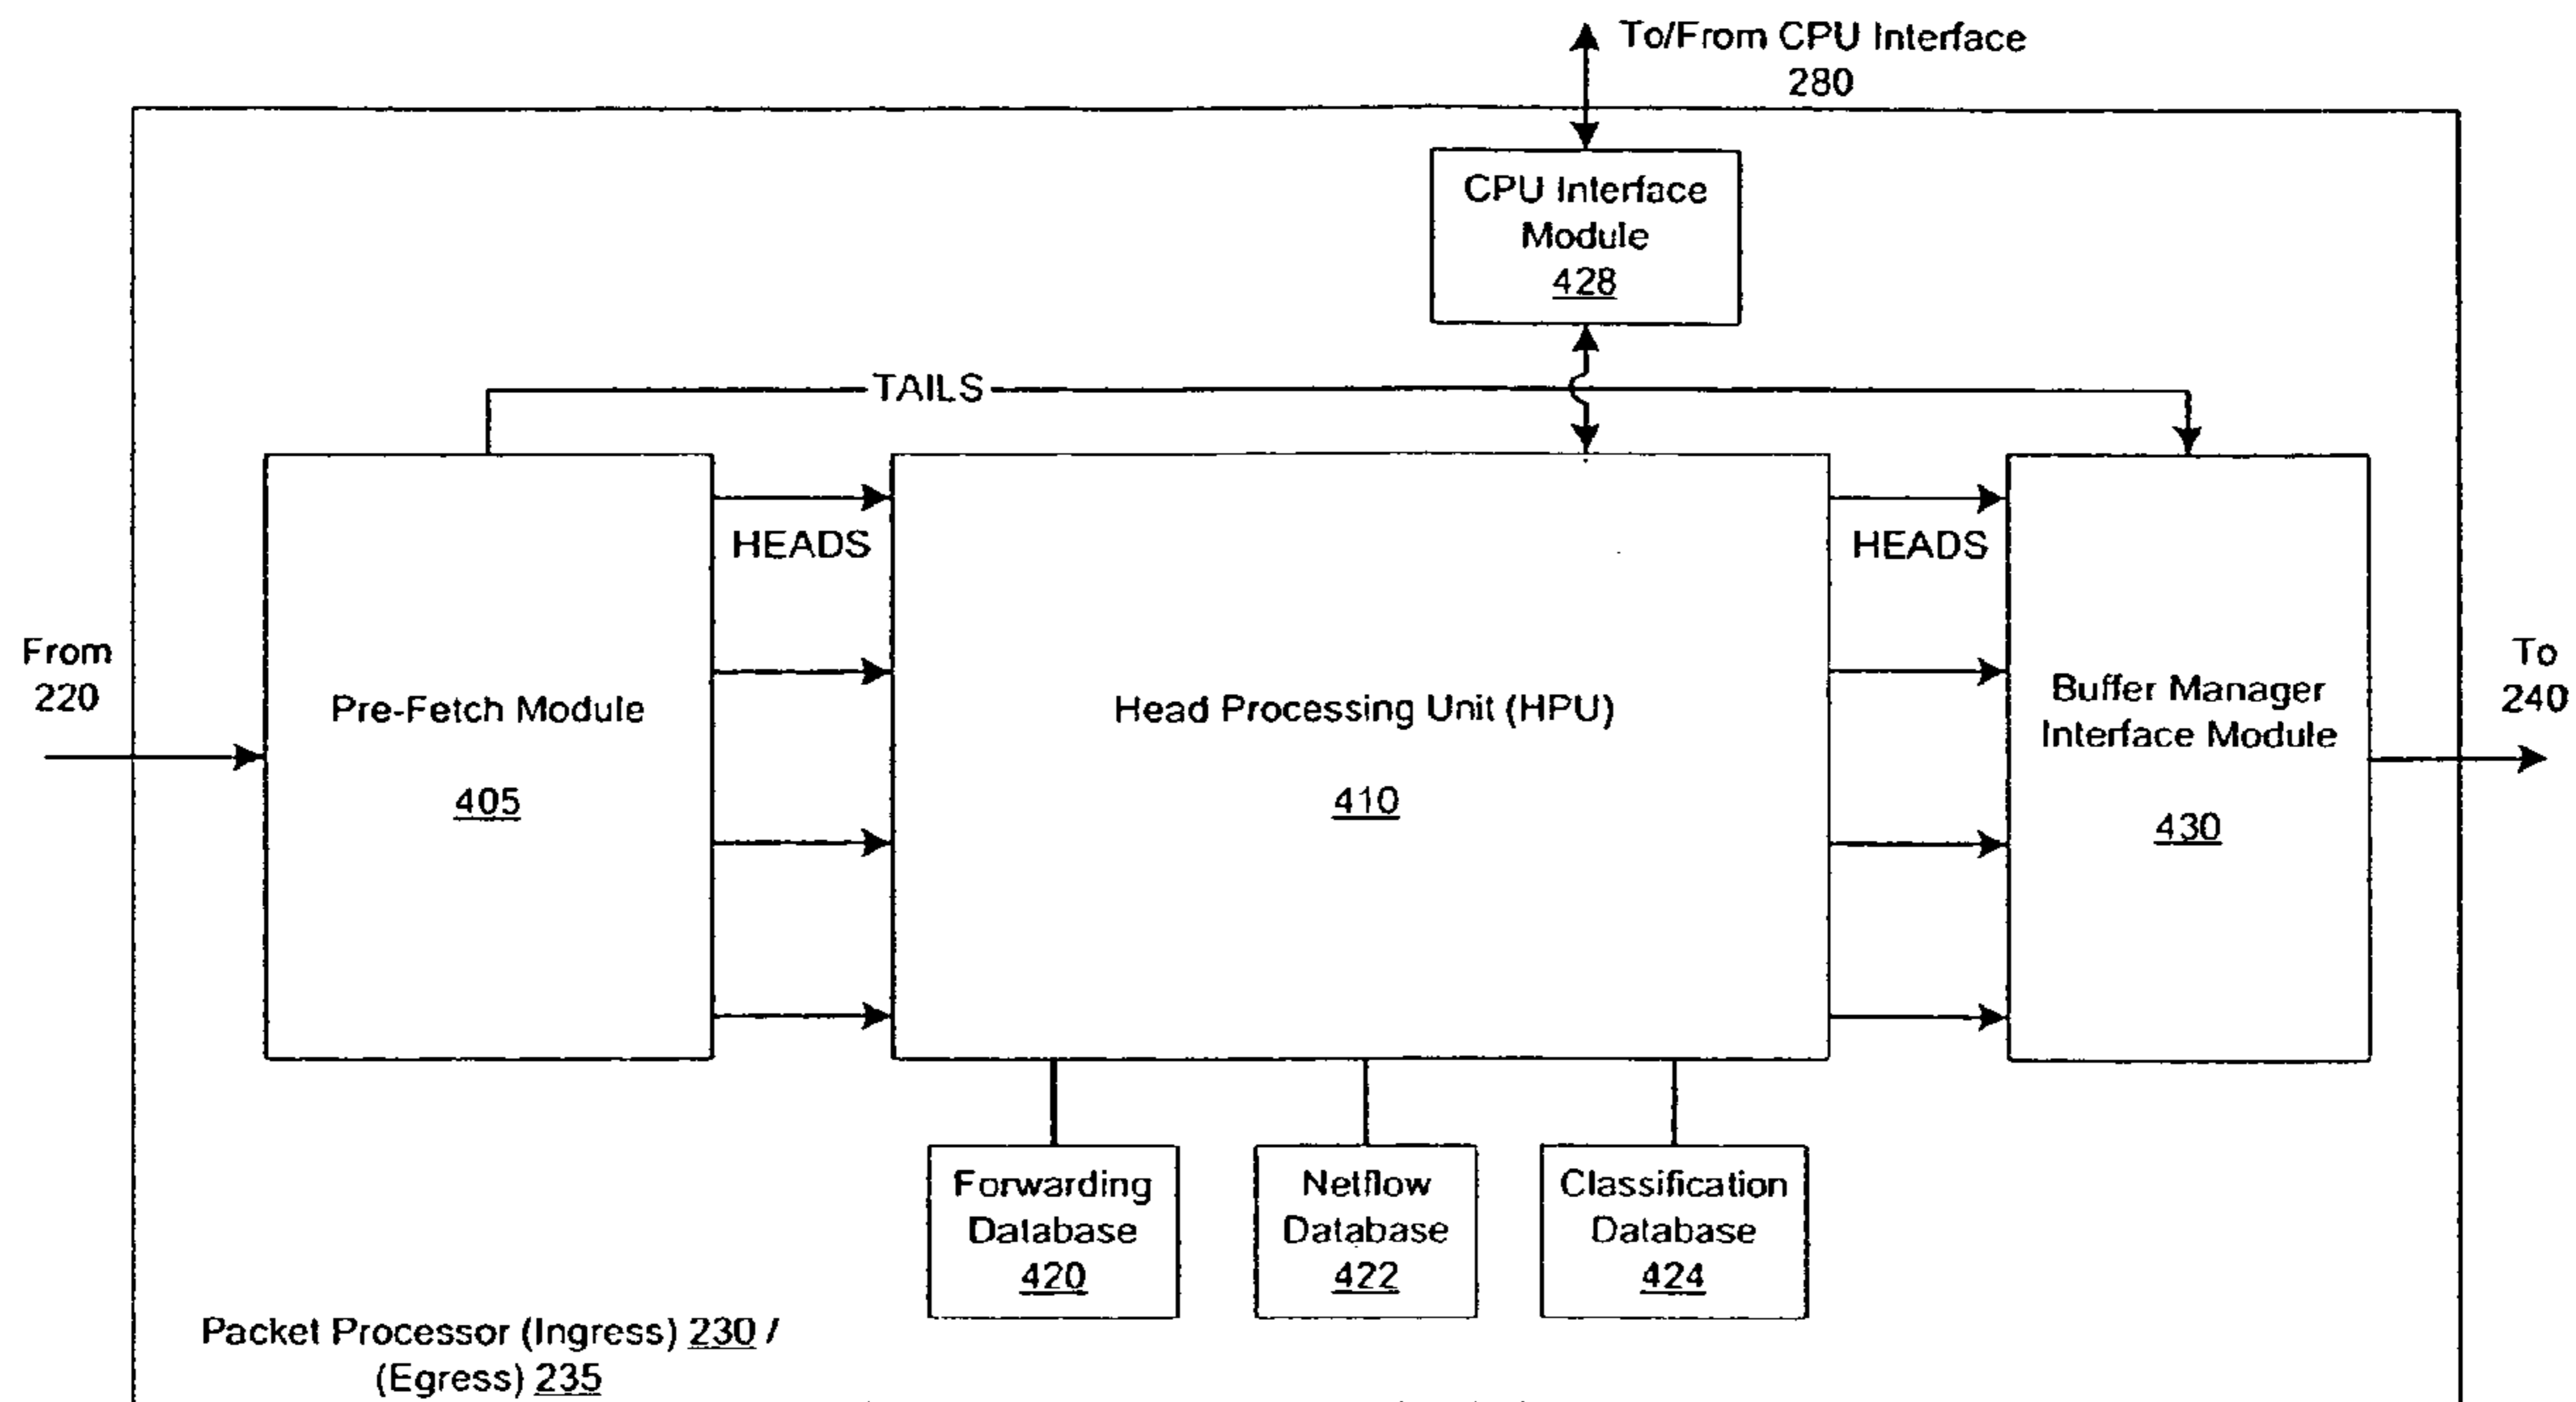 To/From CPU Interface
280
CPU Interface
Module
428
TAILS
HEADS
HEADS
From
220
Pre-Fetch Module
405
Head Processing Unit (HPU)
410
Buffer Manager
Interface Module
430
To
240
Forwarding
Database
420
Netflow
Database
422
Classification
Database
424
Packet Processor (Ingress) 230 /
(Egress) 235